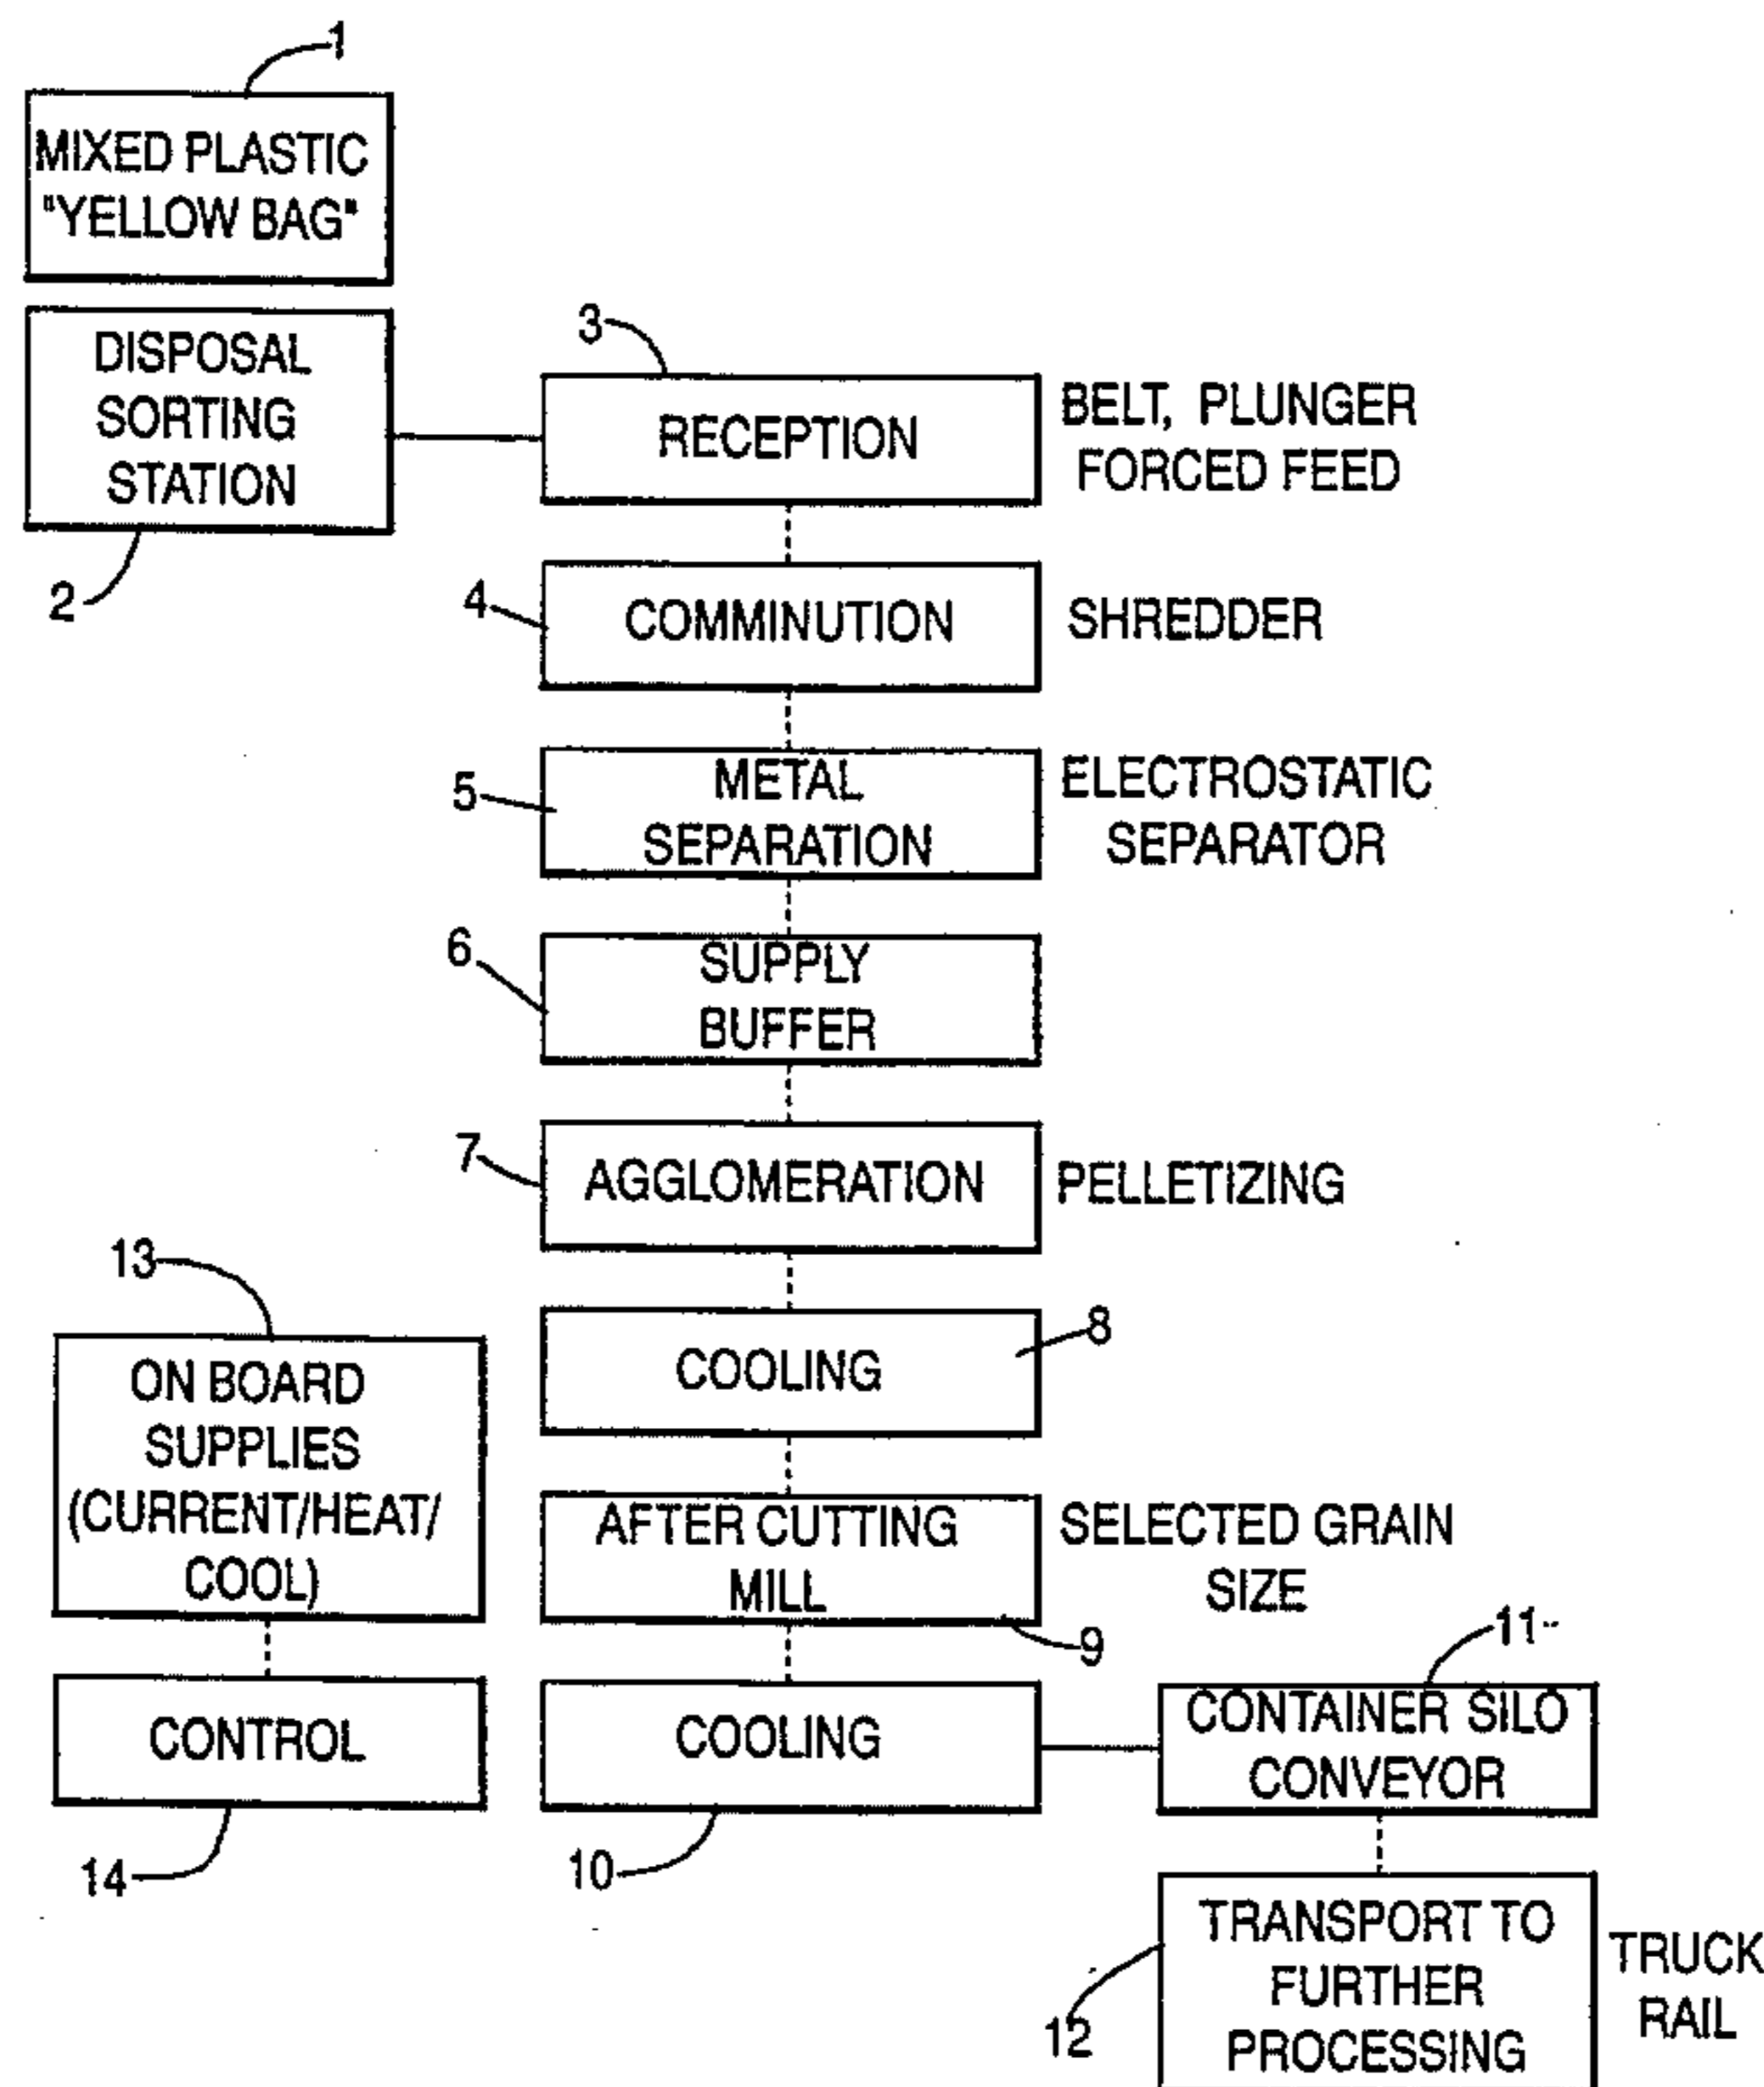 1
MIXED PLASTIC
"YELLOW BAG"
DISPOSAL
SORTING
STATION
2
3
RECEPTION
BELT, PLUNGER
FORCED FEED
4
COMMINUTION
SHREDDER
5
METAL
SEPARATION
ELECTROSTATIC
SEPARATOR
6
SUPPLY
BUFFER
7
AGGLOMERATION
PELLETIZING
8
COOLING
13
ON BOARD
SUPPLIES
(CURRENT/HEAT/
COOL)
AFTER CUTTING
MILL
SELECTED GRAIN
SIZE
9
CONTROL
14
COOLING
10
11
CONTAINER SILO
CONVEYOR
12
TRANSPORT TO
FURTHER
PROCESSING
TRUCK
RAIL